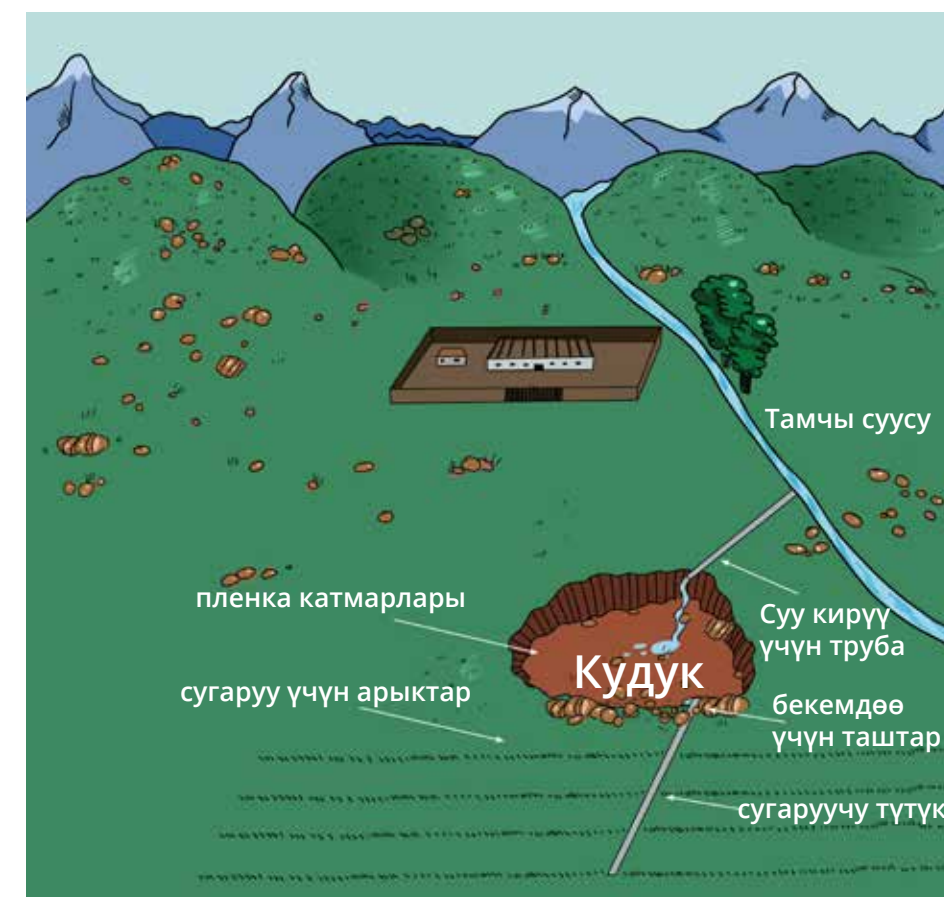 Тамчы суусу
пленка катмарлары
Суу кирүү
үчүн труба
Кудук
сугаруу үчүн арыктар
бекемдөө
үчүн таштар
сугаруучу түтүк